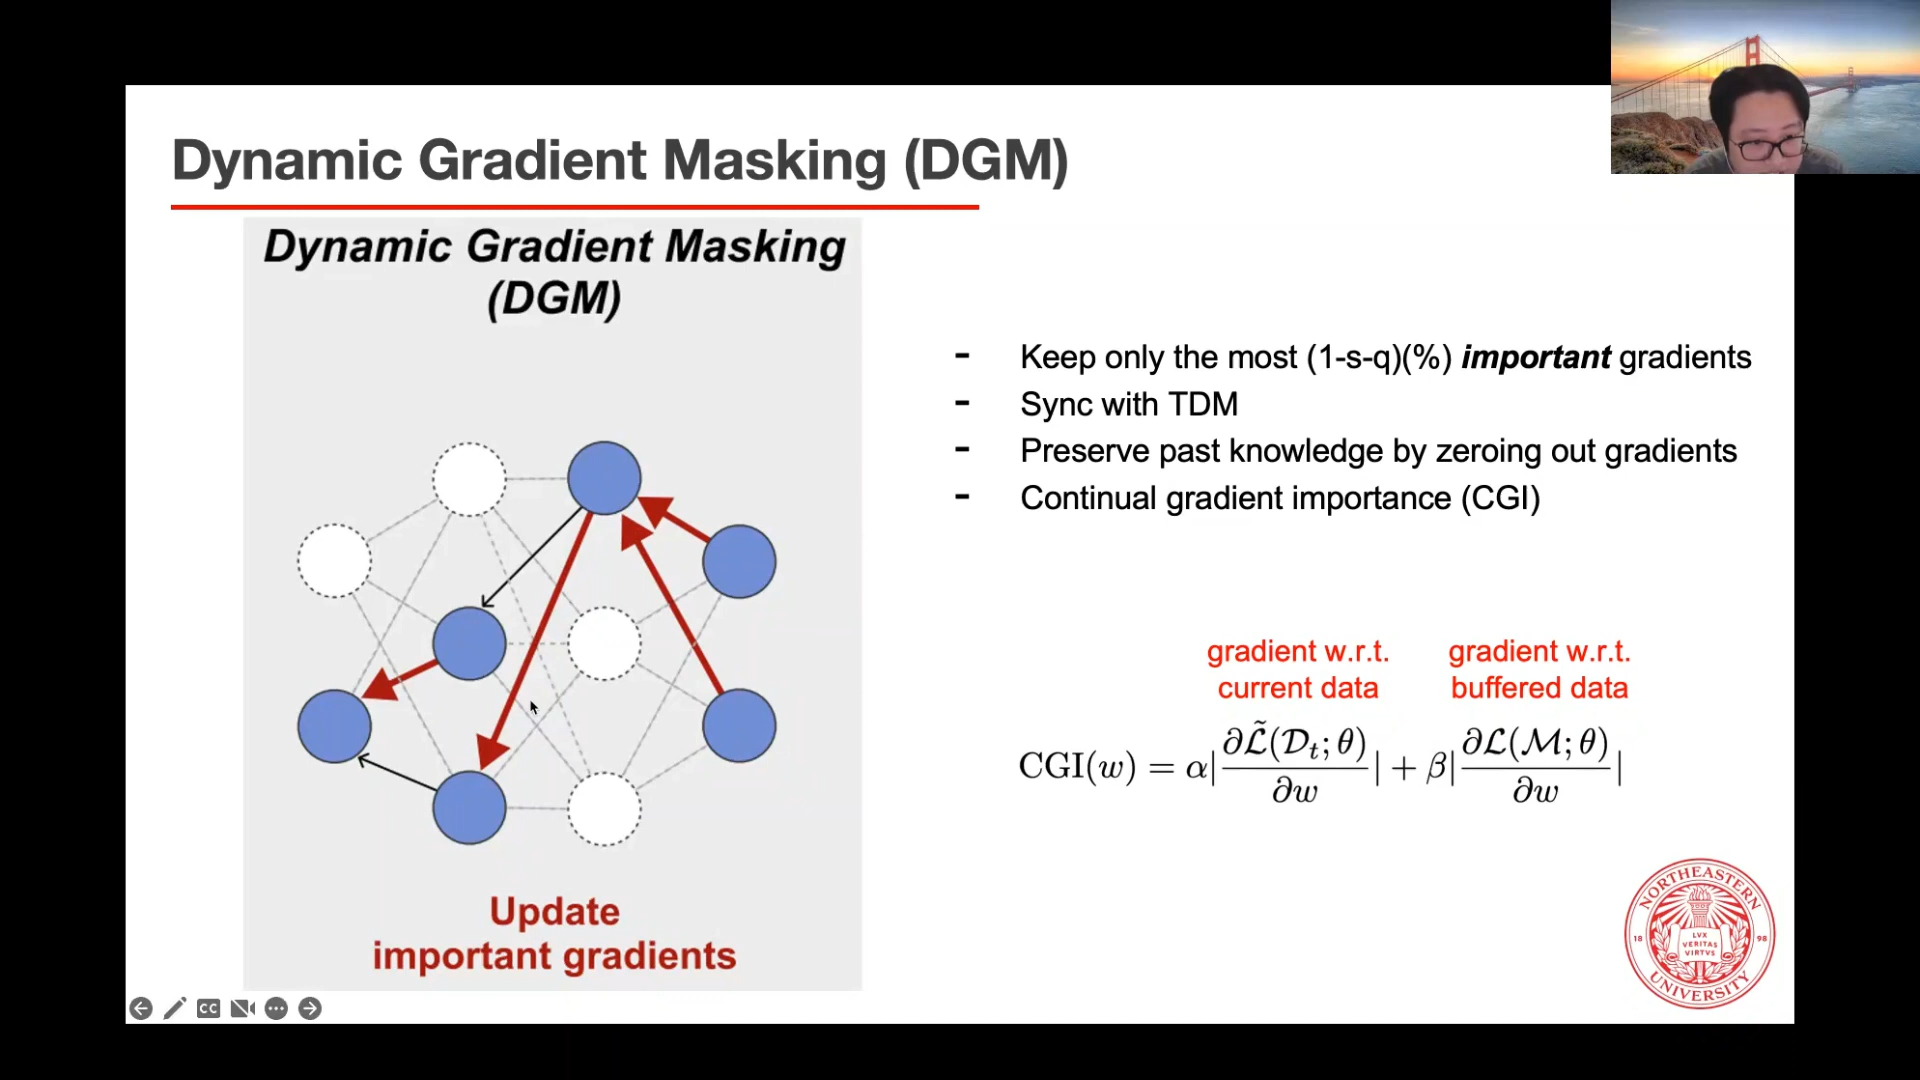 Dynamic Gradient Masking (DGM)
Dynamic Gradient Masking
(DGM)
Update
important gradients
- Keep only the most (1-s-q)(%) important gradients
- Sync with TDM
- Preserve past knowledge by zeroing out gradients
- Continual gradient importance (CGI)
gradient w.r.t. current data
gradient w.r.t. buffered data
CGI(w) = α|∂L̃(𝒟ₜ;θ)/∂w| + β|∂ℒ(ℳ;θ)/∂w|
NORTHEASTERN
18 98
LVX
VERITAS
VIRTVS
UNIVERSITY
CC